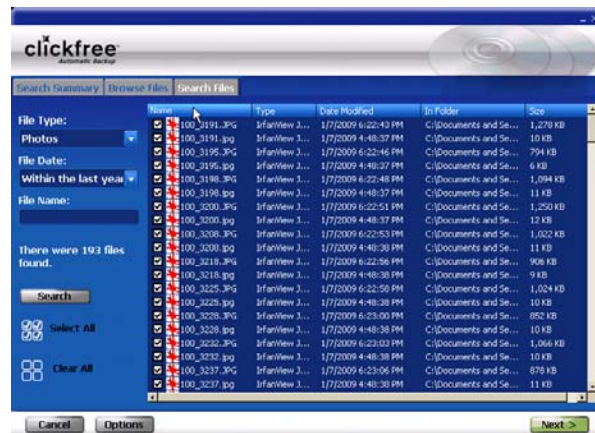 clickfree
Automatic Backup
Search Summary Browse Files Search Files
File Type:
Photos
File Date:
Within the last year
File Name:
There were 193 files
found.
Search
Select All
Clear All
Name Type Date Modified In Folder Size
100_3191.JPG IrfanView J... 1/7/2009 6:22:43 PM C:\Documents and Se... 1,278 KB
100_3191.jpg IrfanView J... 1/7/2009 4:48:37 PM C:\Documents and Se... 10 KB
100_3195.JPG IrfanView J... 1/7/2009 6:22:46 PM C:\Documents and Se... 794 KB
100_3195.jpg IrfanView J... 1/7/2009 4:48:37 PM C:\Documents and Se... 6 KB
100_3198.JPG IrfanView J... 1/7/2009 6:22:48 PM C:\Documents and Se... 1,094 KB
100_3198.jpg IrfanView J... 1/7/2009 4:48:37 PM C:\Documents and Se... 11 KB
100_3200.JPG IrfanView J... 1/7/2009 6:22:51 PM C:\Documents and Se... 1,250 KB
100_3200.jpg IrfanView J... 1/7/2009 4:48:37 PM C:\Documents and Se... 12 KB
100_3208.JPG IrfanView J... 1/7/2009 6:22:53 PM C:\Documents and Se... 1,022 KB
100_3208.jpg IrfanView J... 1/7/2009 4:48:38 PM C:\Documents and Se... 11 KB
100_3218.JPG IrfanView J... 1/7/2009 6:22:56 PM C:\Documents and Se... 906 KB
100_3218.jpg IrfanView J... 1/7/2009 4:48:38 PM C:\Documents and Se... 9 KB
100_3225.JPG IrfanView J... 1/7/2009 6:22:58 PM C:\Documents and Se... 1,024 KB
100_3225.jpg IrfanView J... 1/7/2009 4:48:38 PM C:\Documents and Se... 10 KB
100_3228.JPG IrfanView J... 1/7/2009 6:23:00 PM C:\Documents and Se... 852 KB
100_3228.jpg IrfanView J... 1/7/2009 4:48:38 PM C:\Documents and Se... 10 KB
100_3232.JPG IrfanView J... 1/7/2009 6:23:03 PM C:\Documents and Se... 1,066 KB
100_3232.jpg IrfanView J... 1/7/2009 4:48:38 PM C:\Documents and Se... 10 KB
100_3237.JPG IrfanView J... 1/7/2009 6:23:06 PM C:\Documents and Se... 878 KB
100_3237.jpg IrfanView J... 1/7/2009 4:48:38 PM C:\Documents and Se... 11 KB
Cancel Options Next >